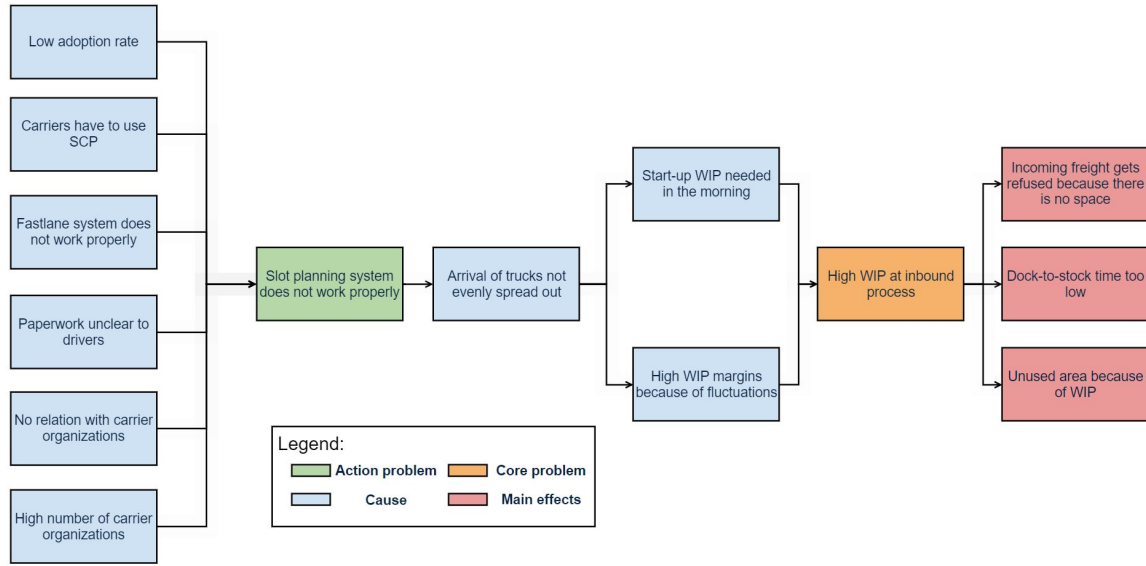 Low adoption rate
Carriers have to use
SCP
Fastlane system does
not work properly
Paperwork unclear to
drivers
No relation with carrier
organizations
High number of carrier
organizations
Slot planning system
does not work properly
Arrival of trucks not
evenly spread out
Start-up WIP needed
in the morning
High WIP margins
because of fluctuations
High WIP at inbound
process
Incoming freight gets
refused because there
is no space
Dock-to-stock time too
low
Unused area because
of WIP
Legend:
Action problem
Core problem
Cause
Main effects